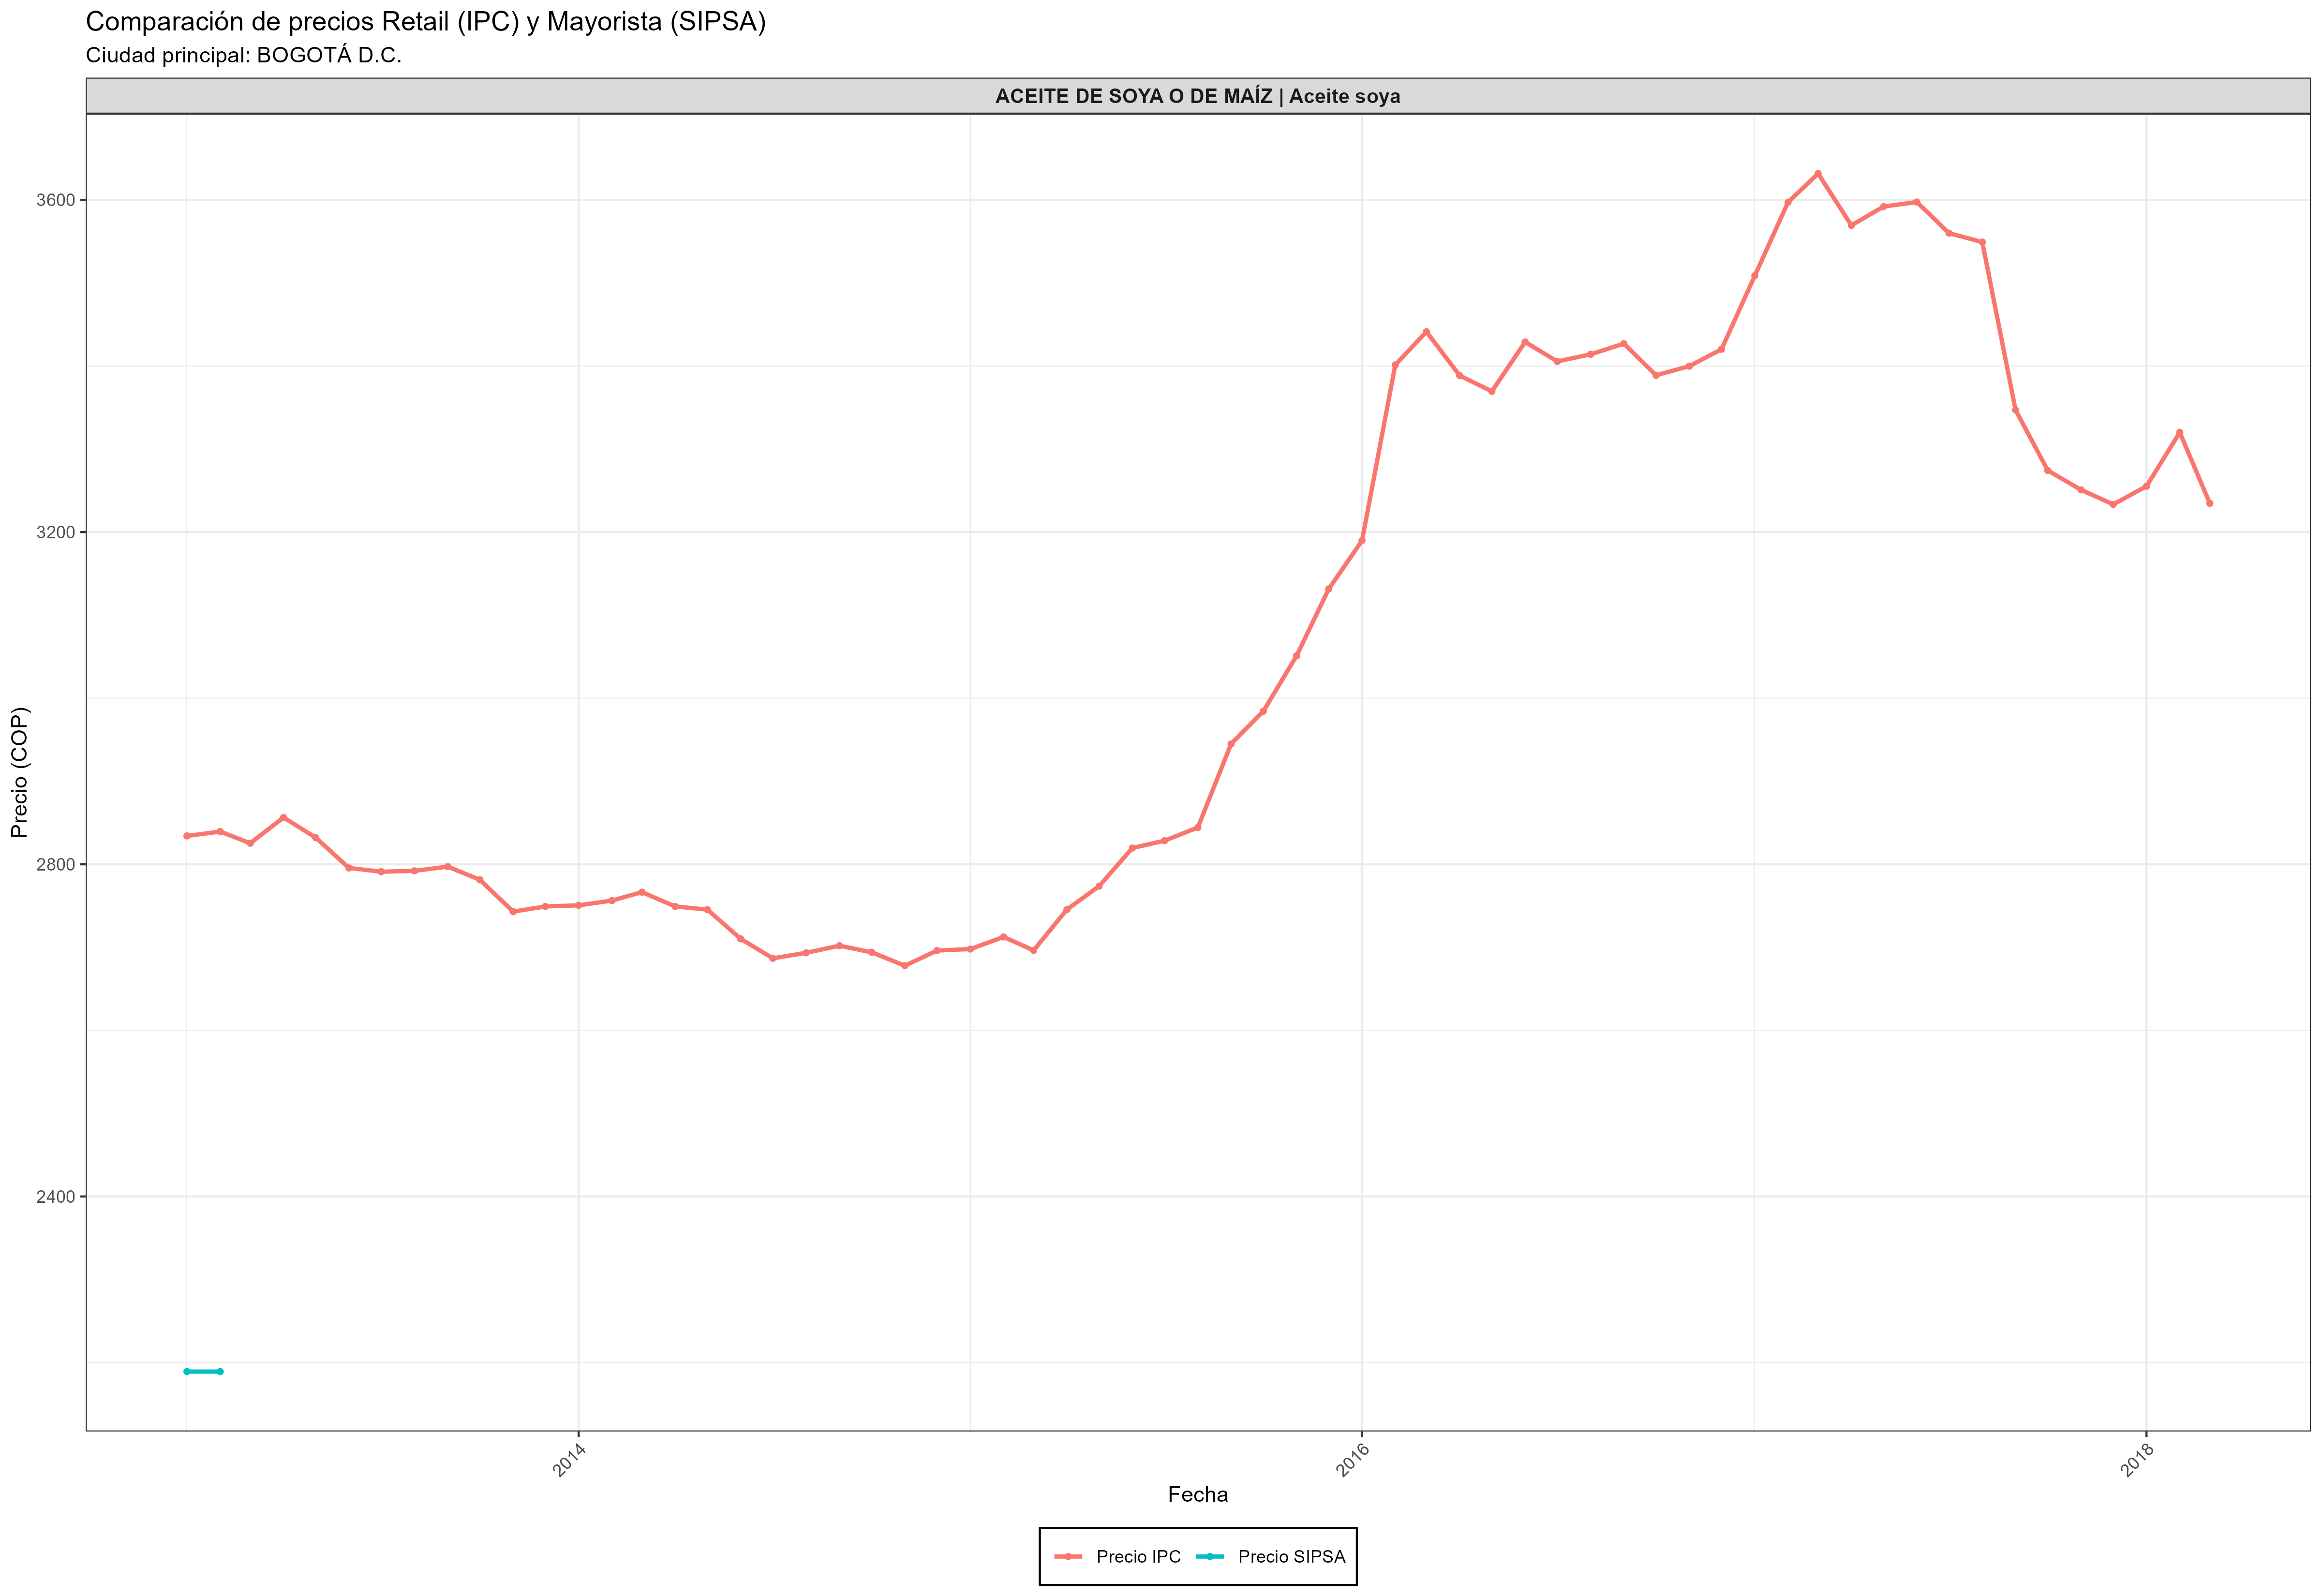 Comparación de precios Retail (IPC) y Mayorista (SIPSA)
Ciudad principal: BOGOTÁ D.C.
ACEITE DE SOYA O DE MAÍZ | Aceite soya
Precio (COP)
3600
3200
2800
2400
2014
2016
2018
Fecha
Precio IPC
Precio SIPSA